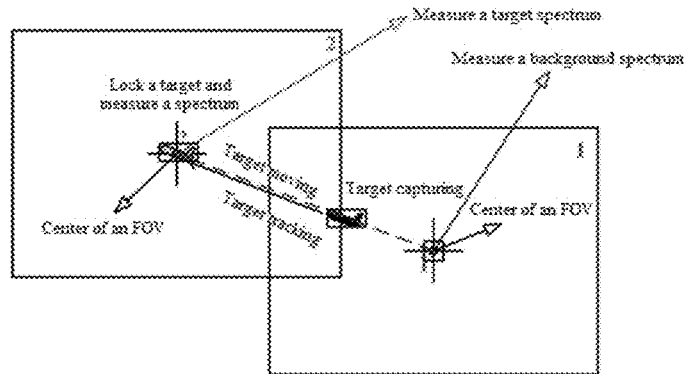 Measure a target spectrum
2
Measure a background spectrum
Lock a target and
measure a spectrum
1
Target moving
Target capturing
Target tracking
Center of an FOV
Center of an FOV